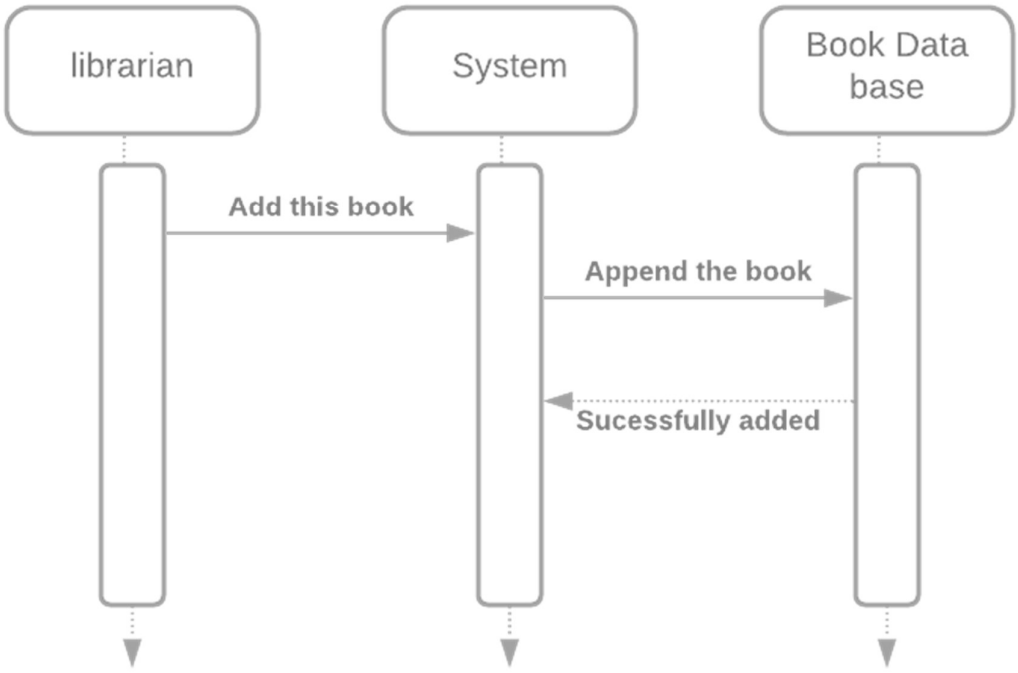 librarian
System
Book Data
base
Add this book
Append the book
Sucessfully added